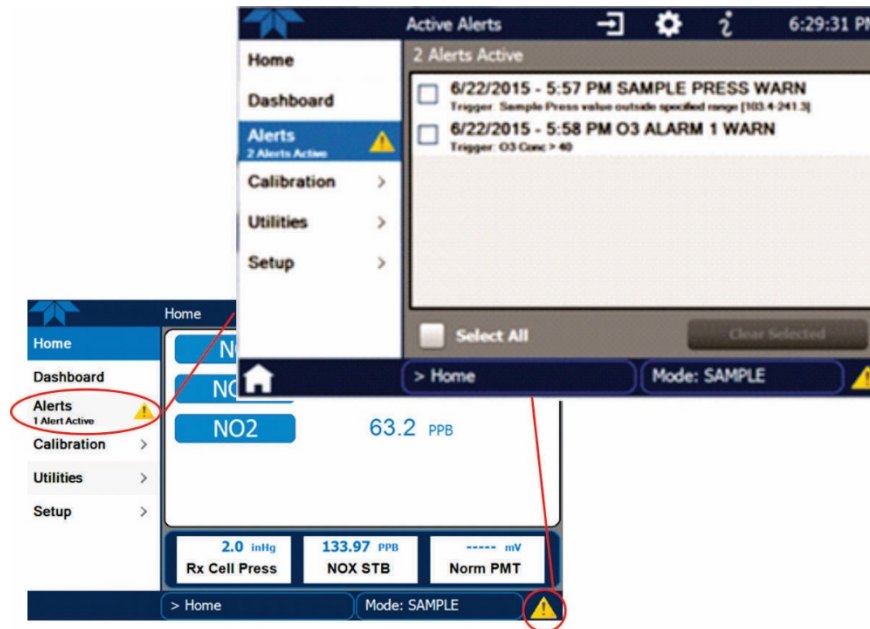 Active Alerts
6:29:31 PM
Home
Dashboard
Alerts
2 Alerts Active
Calibration >
Utilities >
Setup >
2 Alerts Active
6/22/2015 - 5:57 PM SAMPLE PRESS WARN
Trigger: Sample Press value outside specified range [103.4-241.3]
6/22/2015 - 5:58 PM O3 ALARM 1 WARN
Trigger: O3 Conc > 40
Select All
Clear Selected
> Home
Mode: SAMPLE
Home
Home
Dashboard
Alerts
1 Alert Active
Calibration >
Utilities >
Setup >
NO2
63.2 PPB
2.0 inHg
Rx Cell Press
133.97 PPB
NOX STB
----- mV
Norm PMT
> Home
Mode: SAMPLE